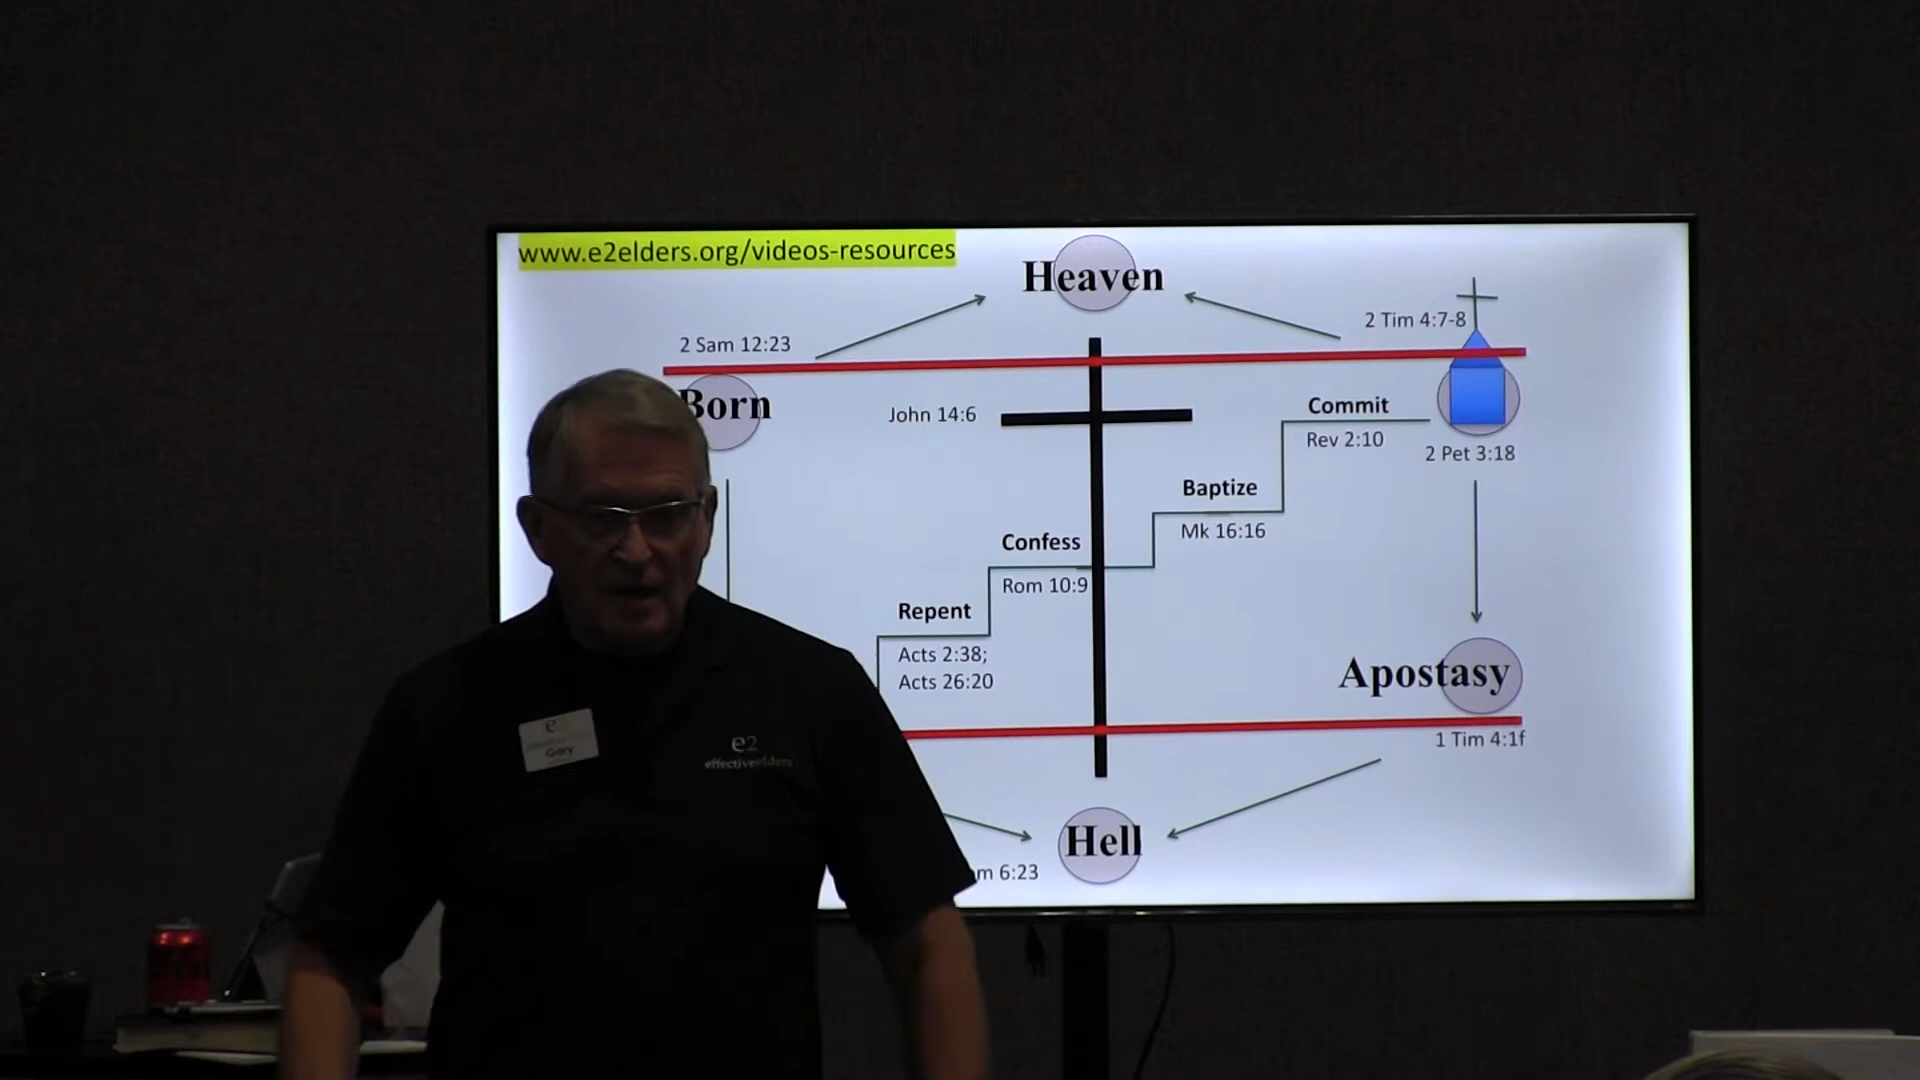 www.e2elders.org/videos-resources
Heaven
2 Tim 4:7-8
2 Sam 12:23
Born
John 14:6
Commit
Rev 2:10
2 Pet 3:18
Baptize
Mk 16:16
Confess
Rom 10:9
Repent
Acts 2:38;
Acts 26:20
Apostasy
1 Tim 4:1f
Hell
6:23
e2
effectiveelders
Gary